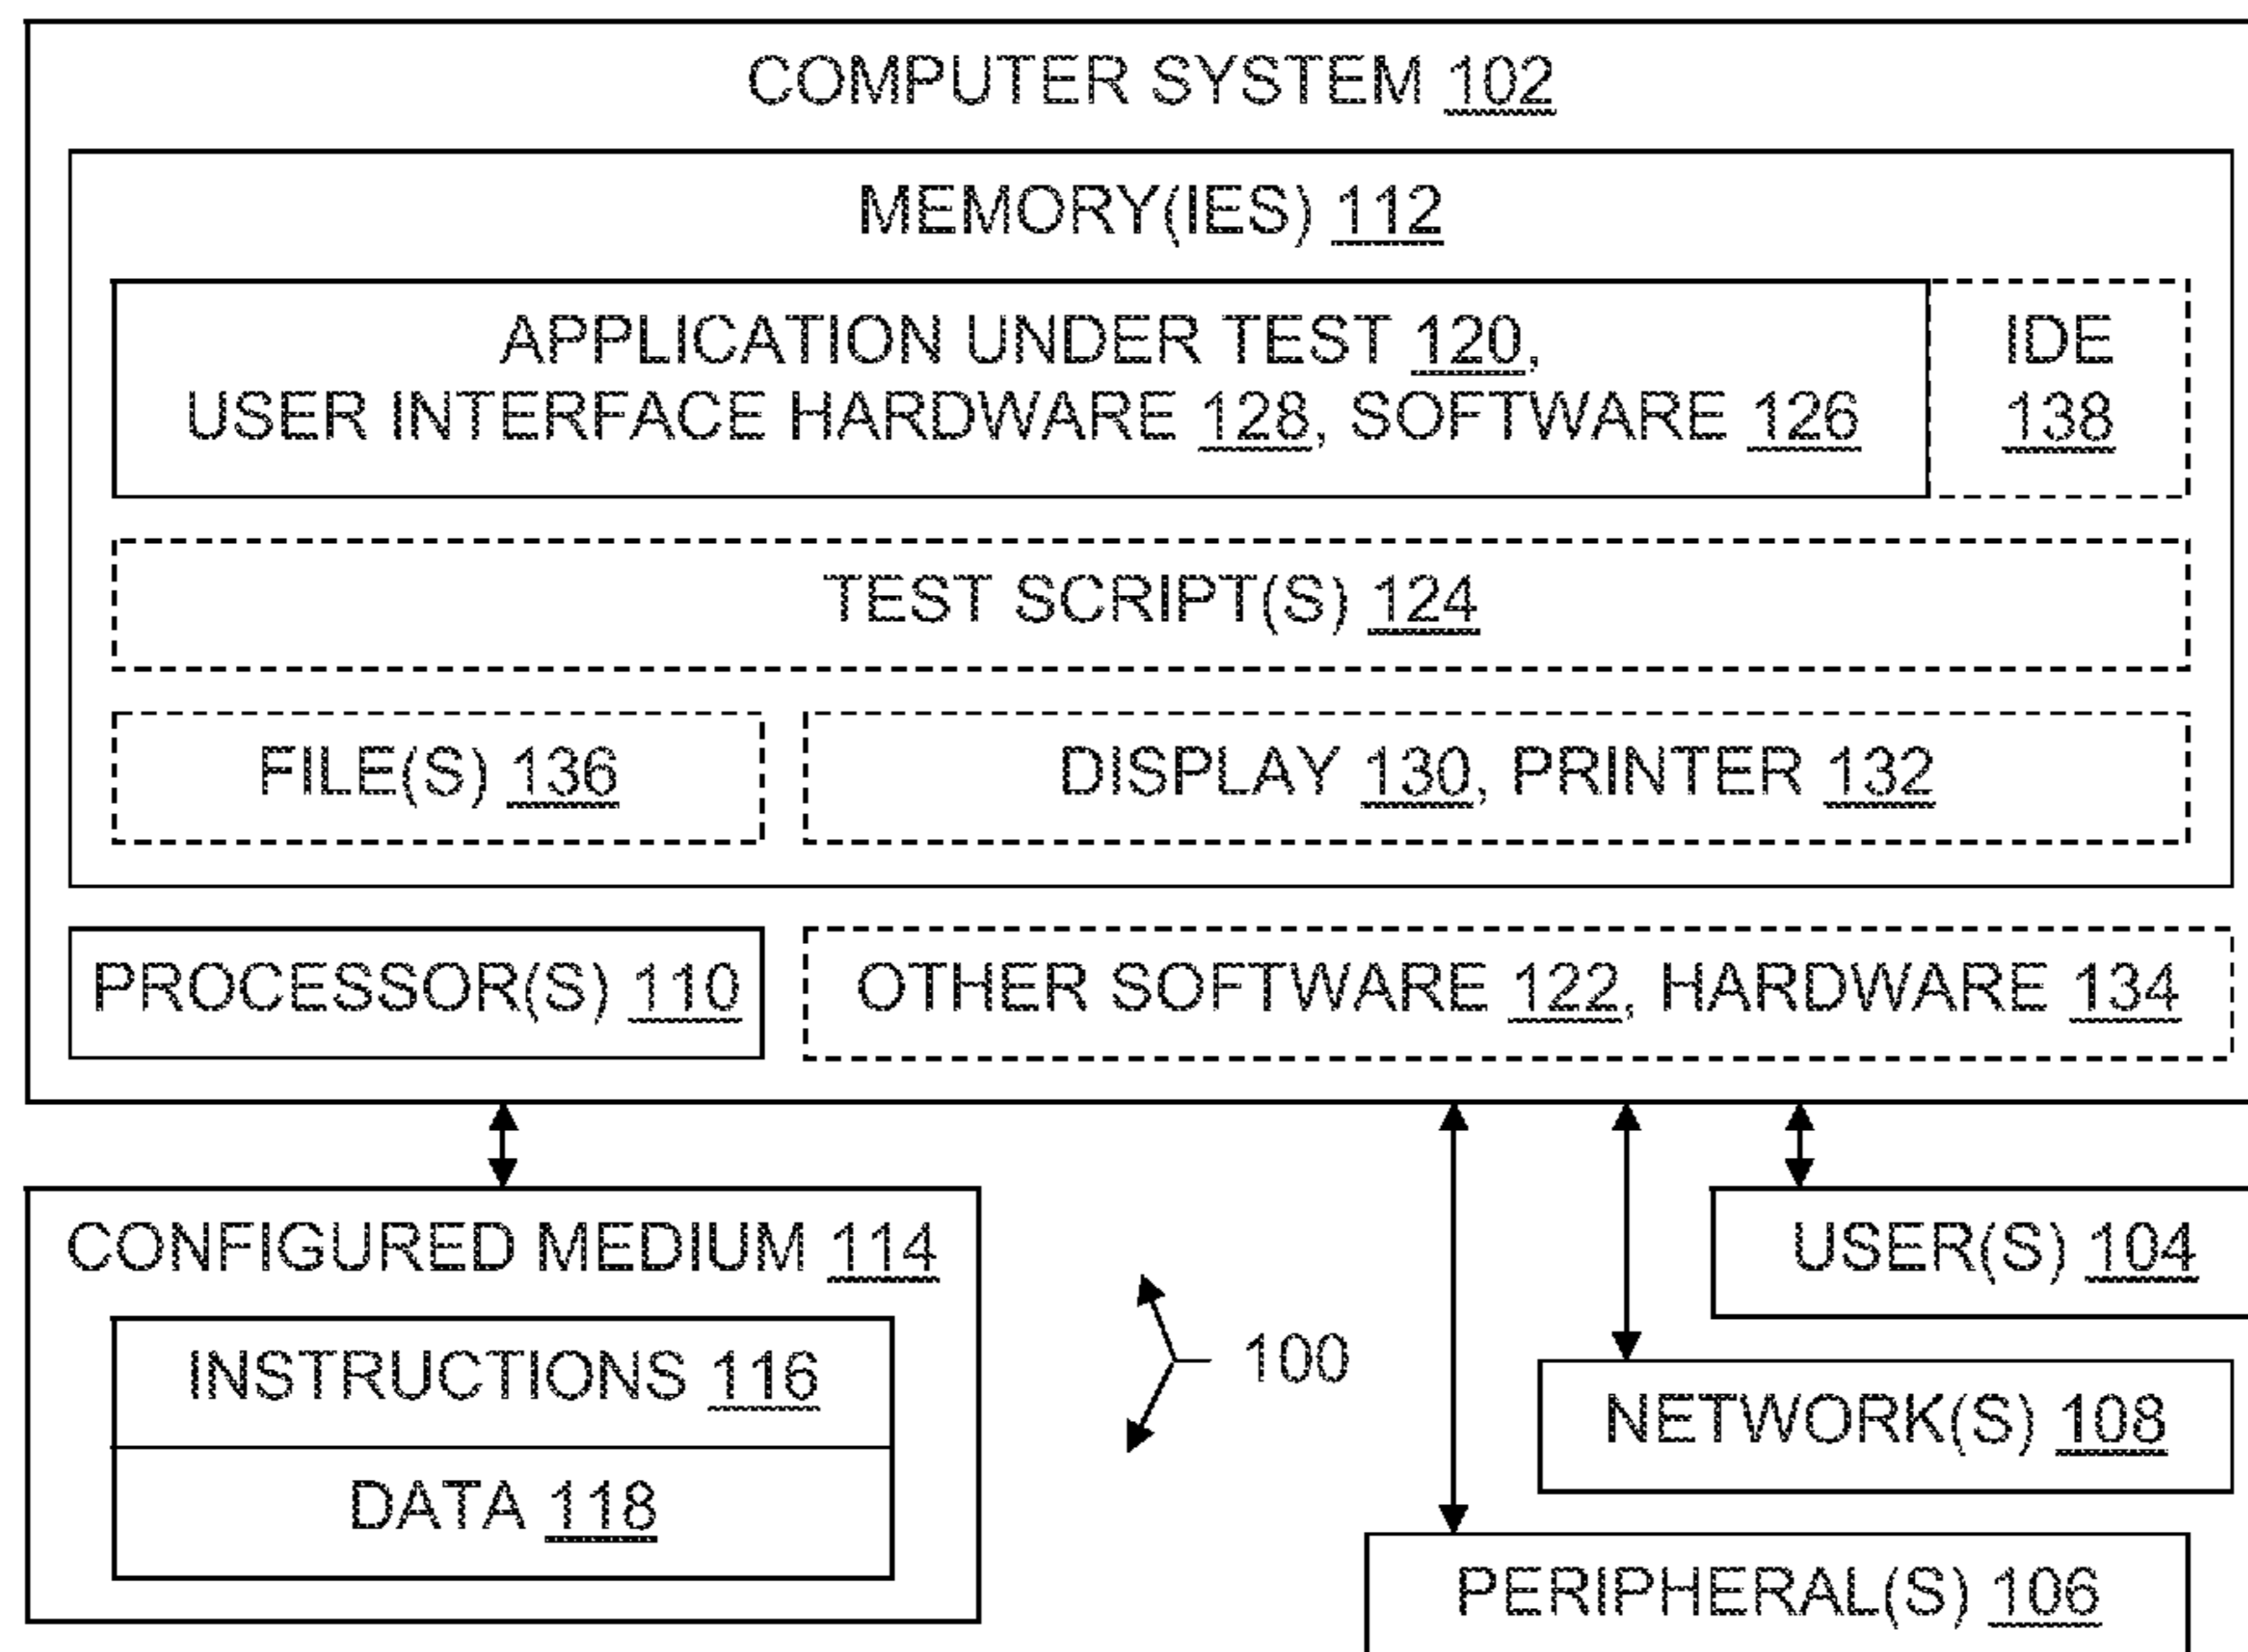 COMPUTER SYSTEM 102
MEMORY(IES) 112
APPLICATION UNDER TEST 120,
USER INTERFACE HARDWARE 128, SOFTWARE 126
IDE
138
TEST SCRIPT(S) 124
FILE(S) 136
DISPLAY 130, PRINTER 132
PROCESSOR(S) 110
OTHER SOFTWARE 122, HARDWARE 134
CONFIGURED MEDIUM 114
INSTRUCTIONS 116
DATA 118
100
USER(S) 104
NETWORK(S) 108
PERIPHERAL(S) 106